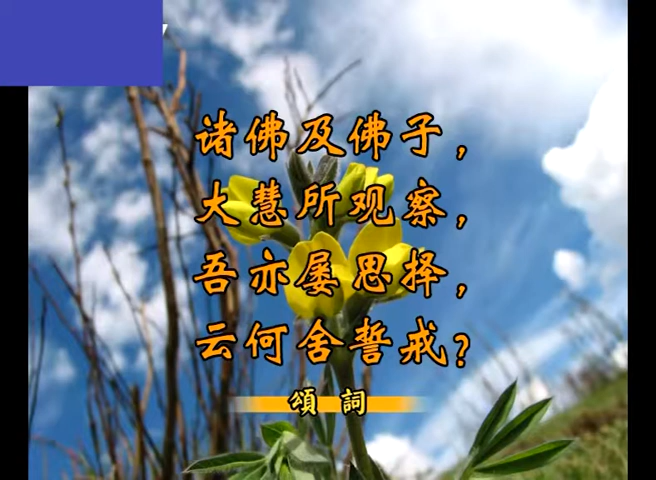 诸佛及佛子，
大慧所观察，
吾亦屡思择，
云何舍誓戒？
頌 詞